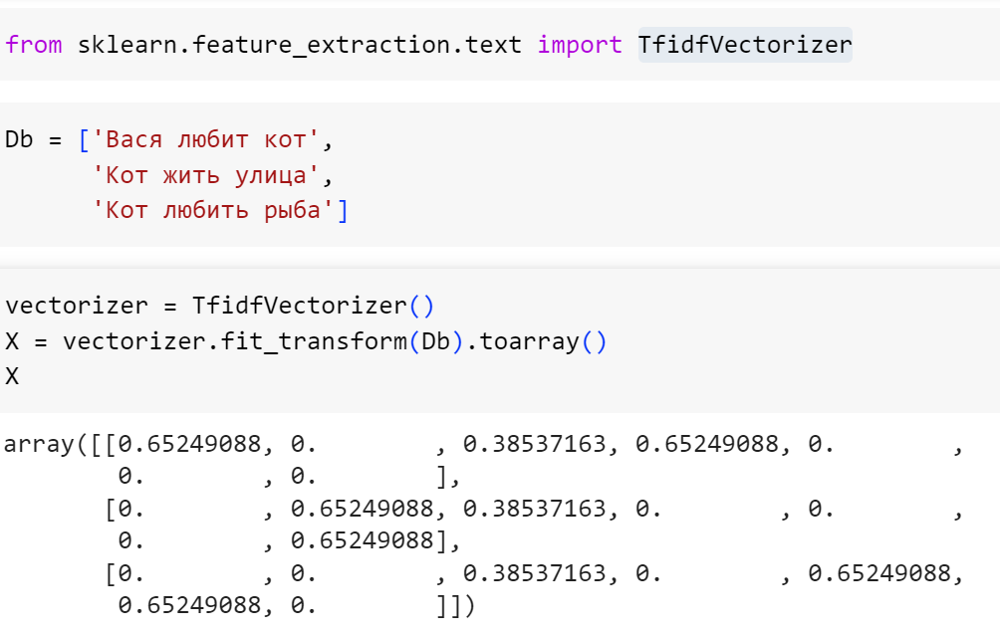 from sklearn.feature_extraction.text import TfidfVectorizer
Db = ['Вася любит кот',
'Кот жить улица',
'Кот любить рыба']
vectorizer = TfidfVectorizer()
X = vectorizer.fit_transform(Db).toarray()
X
array([[0.65249088, 0.        , 0.38537163, 0.65249088, 0.        ,
0.        , 0.        ],
[0.        , 0.65249088, 0.38537163, 0.        , 0.        ,
0.        , 0.65249088],
[0.        , 0.        , 0.38537163, 0.        , 0.65249088,
0.65249088, 0.        ]])